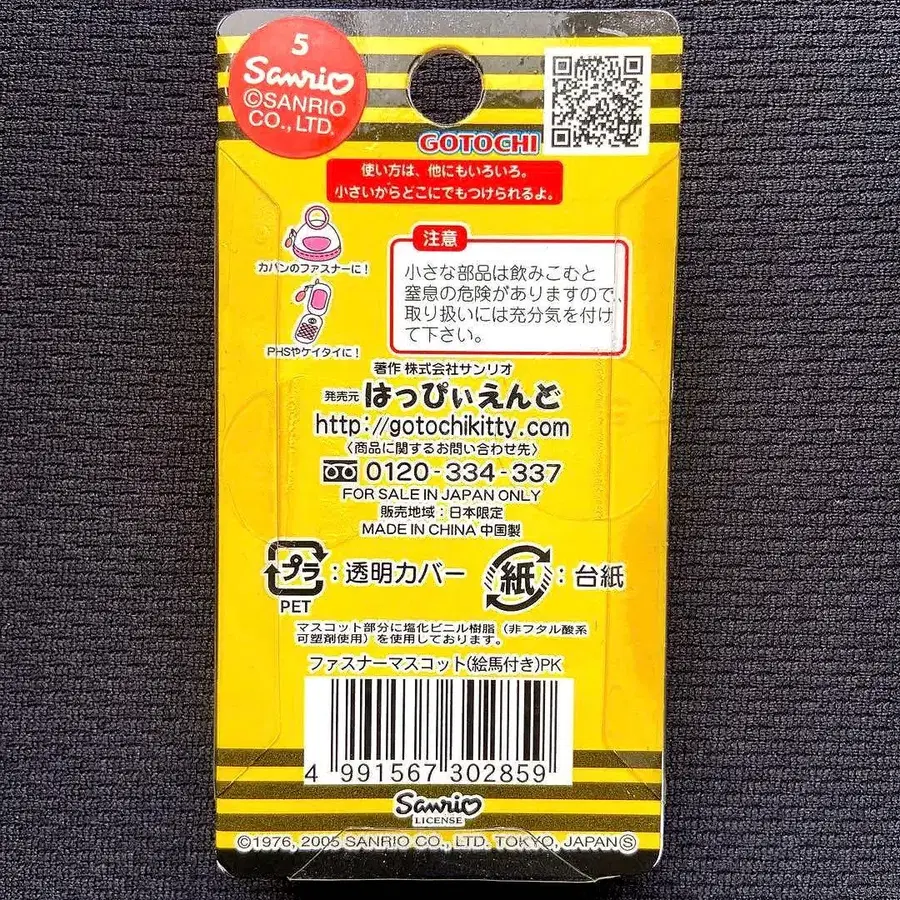 5
Sanrio
©SANRIO
CO.,LTD.
GOTOCHI
使い方は、他にもいろいろ。
小さいからどこにでもつけられるよ。
カバンのファスナーに!
PHSやケイタイに!
注意
小さな部品は飲みこむと
窒息の危険がありますので、
取り扱いには充分気を付け
て下さい。
著作 株式会社サンリオ
発売元 はっぴぃえんど
http://gotochikitty.com
〈商品に関するお問い合わせ先〉
0120-334-337
FOR SALE IN JAPAN ONLY
販売地域:日本限定
MADE IN CHINA 中国製
プラ:透明カバー
PET
紙:台紙
マスコット部分に塩化ビニル樹脂(非フタル酸系
可塑剤使用)を使用しております。
ファスナーマスコット(絵馬付き)PK
4 991567 302859
Sanrio
LICENSE
©1976, 2005 SANRIO CO., LTD. TOKYO, JAPAN Ⓢ